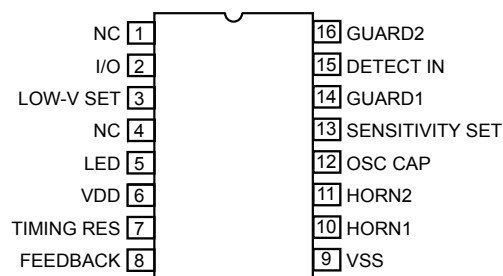 NC 1
I/O 2
LOW-V SET 3
NC 4
LED 5
VDD 6
TIMING RES 7
FEEDBACK 8
16 GUARD2
15 DETECT IN
14 GUARD1
13 SENSITIVITY SET
12 OSC CAP
11 HORN2
10 HORN1
9 VSS